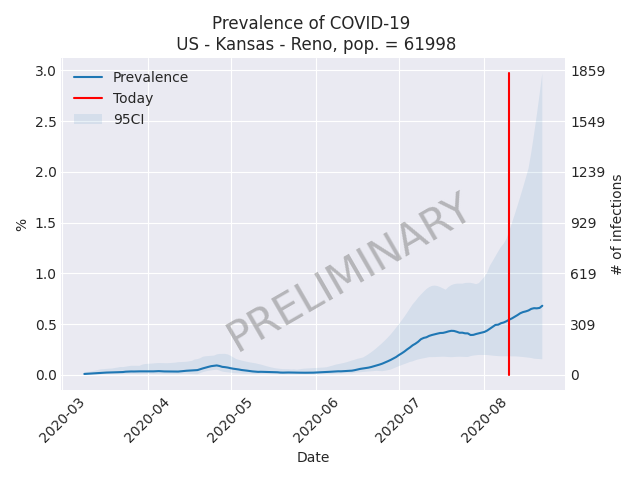 Prevalence of COVID-19
US - Kansas - Reno, pop. = 61998
Prevalence
Today
95CI
3.0
2.5
2.0
1.5
1.0
0.5
0.0
%
1859
1549
1239
929
619
309
0
# of infections
PRELIMINARY
2020-03
2020-04
2020-05
2020-06
2020-07
2020-08
Date